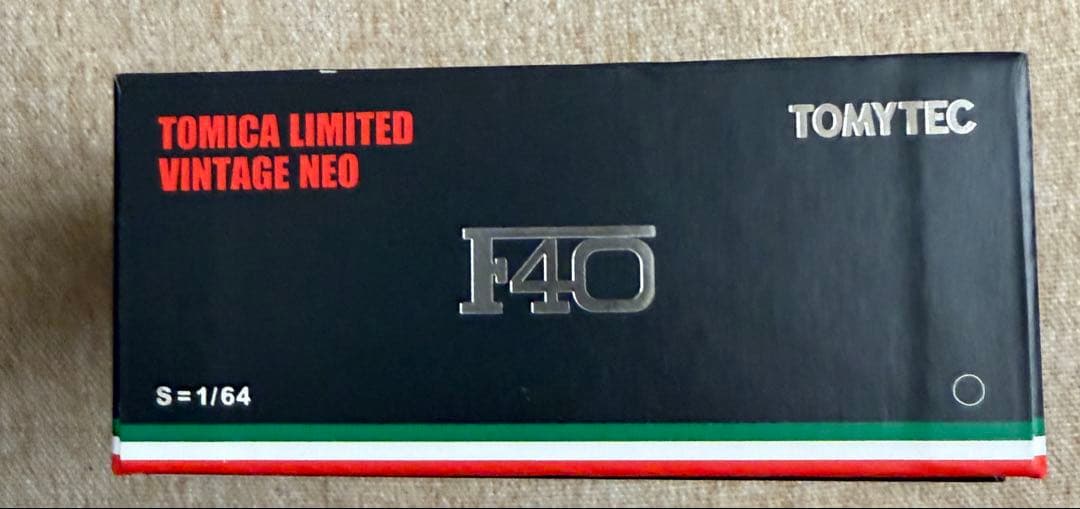 TOMICA LIMITED
VINTAGE NEO
TOMYTEC
F40
S=1/64